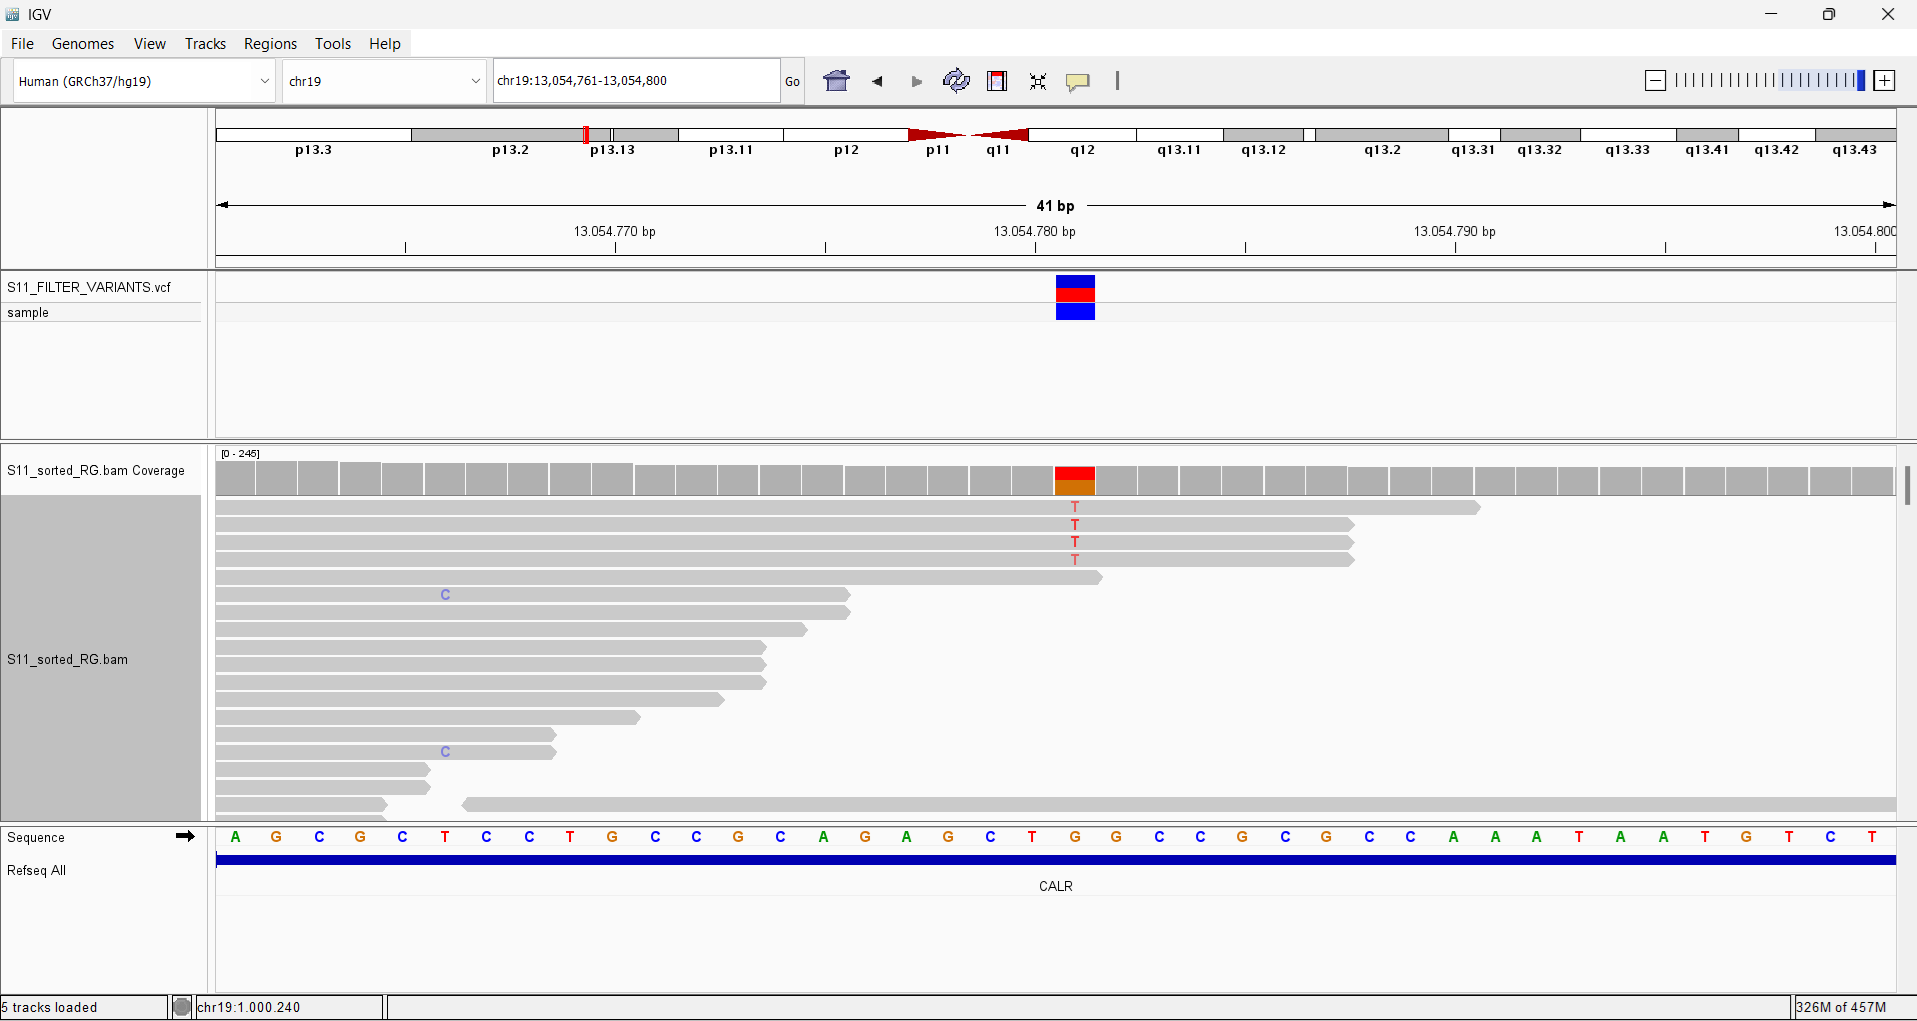 IGV
File Genomes View Tracks Regions Tools Help
Human (GRCh37/hg19) chr19 chr19:13,054,761-13,054,800 Go
p13.3 p13.2 p13.13 p13.11 p12 p11 q11 q12 q13.11 q13.12 q13.2 q13.31 q13.32 q13.33 q13.41 q13.42 q13.43
41 bp
13.054.770 bp 13.054.780 bp 13.054.790 bp 13.054.800
S11_FILTER_VARIANTS.vcf
sample
[0 - 245]
S11_sorted_RG.bam Coverage
T
T
T
T
C
S11_sorted_RG.bam
C
Sequence A G C G C T C C T G C C G C A G A G C T G G C C G C G C C A A A T A A T G T C T
Refseq All
CALR
5 tracks loaded chr19:1.000.240 326M of 457M